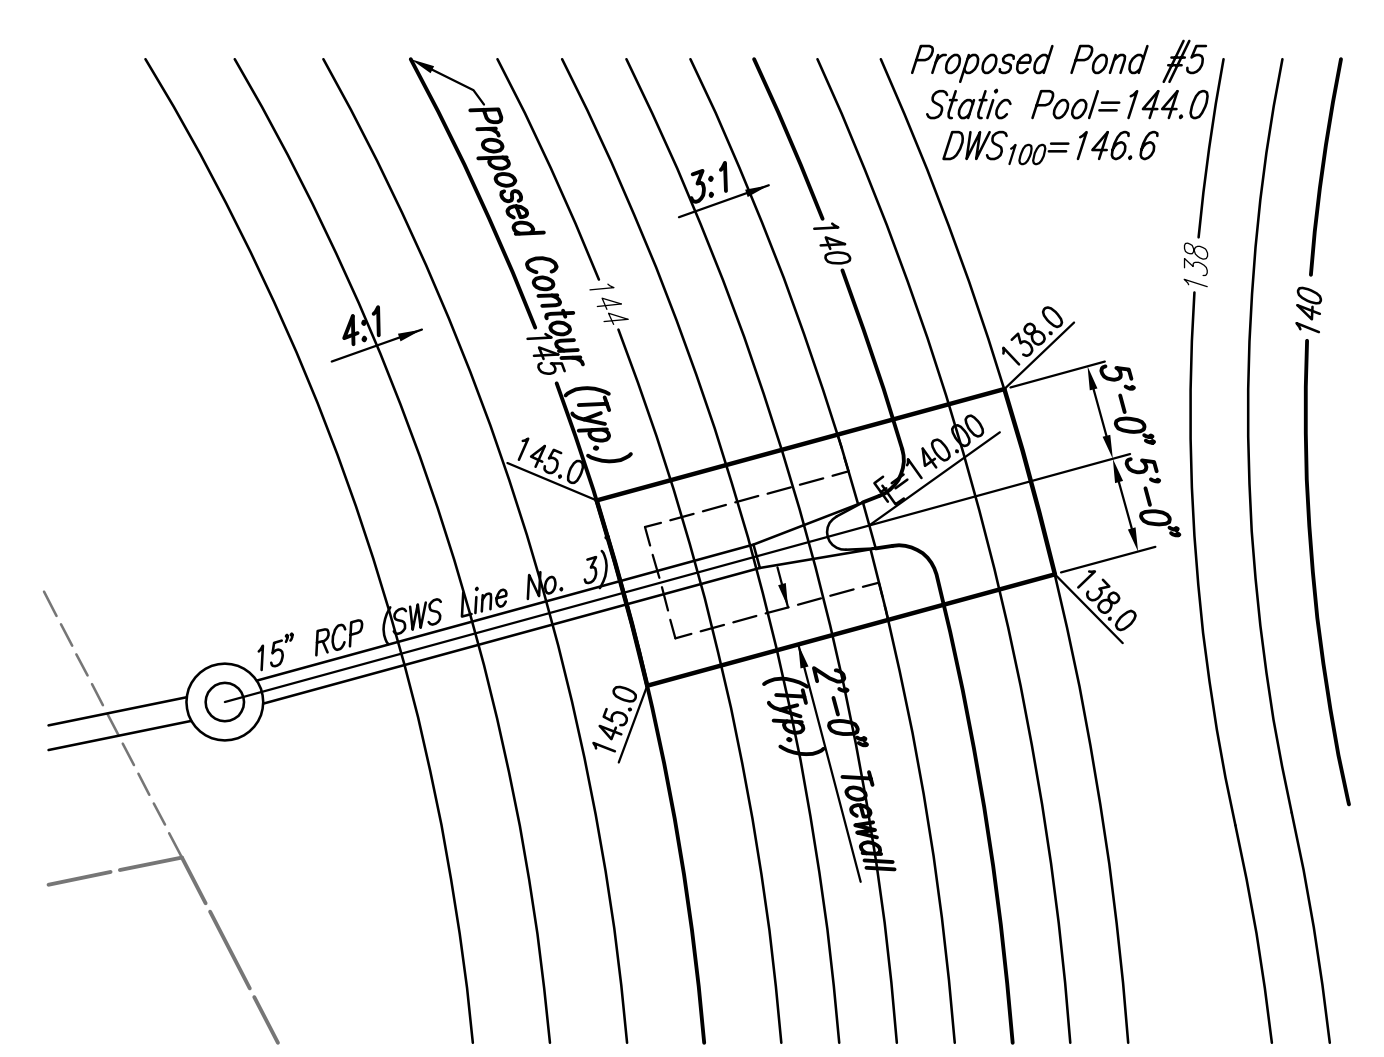 Proposed Pond #5
Static Pool=144.0
DWS100=146.6
Proposed Contour (Typ.)
3:1
140
138
144
140
4:1
145
138.0
5'-0"
145.0
FL=140.00
5'-0"
15" RCP (SWS Line No. 3)
138.0
145.0
2'-0" Toewall
(Typ.)